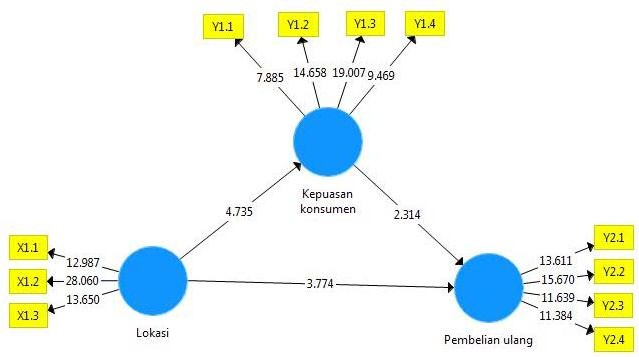 Y1.1
Y1.2
Y1.3
Y1.4
7.885
14.658
19.007
9.469
Kepuasan
konsumen
4.735
2.314
X1.1
X1.2
X1.3
12.987
28.060
13.650
Lokasi
3.774
Pembelian ulang
13.611
15.670
11.639
11.384
Y2.1
Y2.2
Y2.3
Y2.4